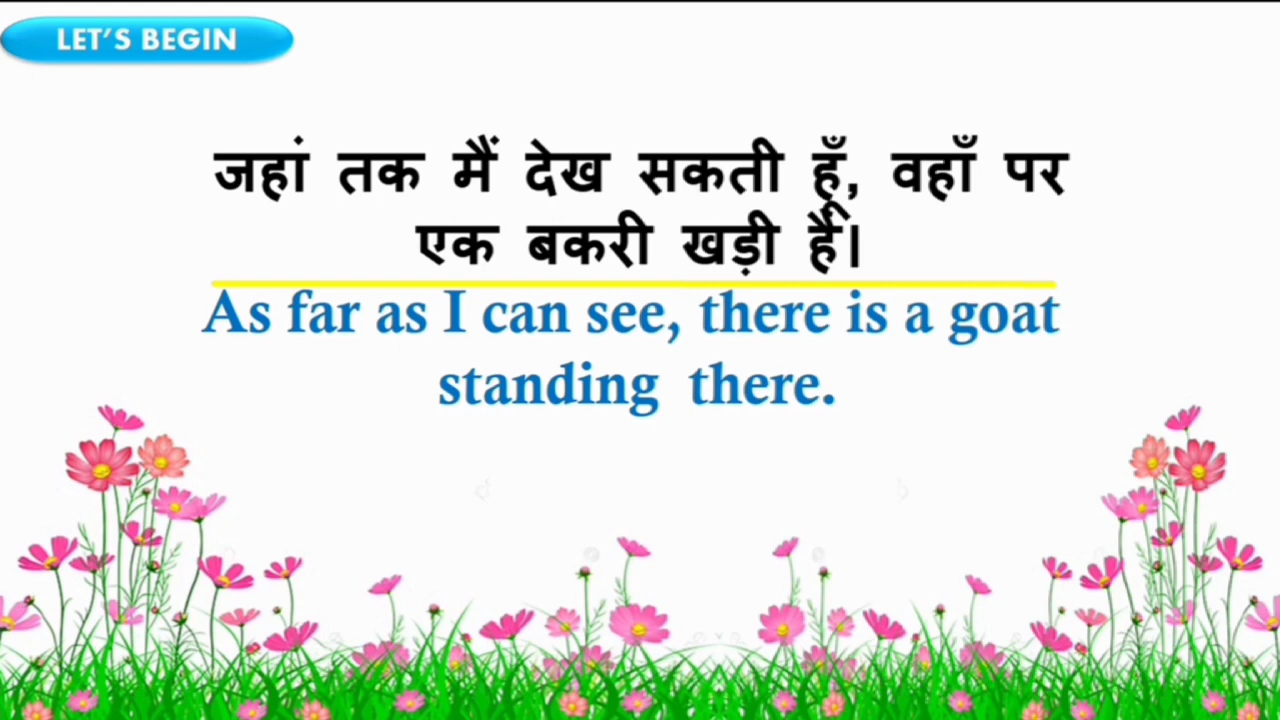 LET'S BEGIN
जहां तक मैं देख सकती हूँ, वहाँ पर
एक बकरी खड़ी है।
As far as I can see, there is a goat
standing there.